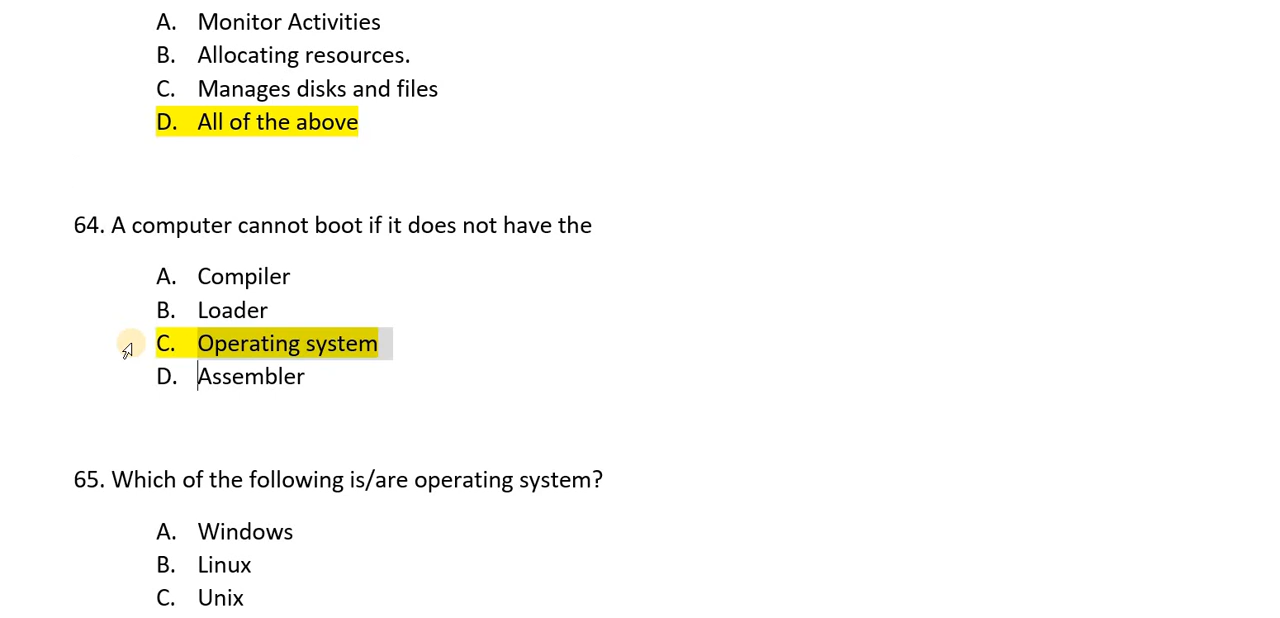 A. Monitor Activities
B. Allocating resources.
C. Manages disks and files
D. All of the above
64. A computer cannot boot if it does not have the
A. Compiler
B. Loader
C. Operating system
D. Assembler
65. Which of the following is/are operating system?
A. Windows
B. Linux
C. Unix